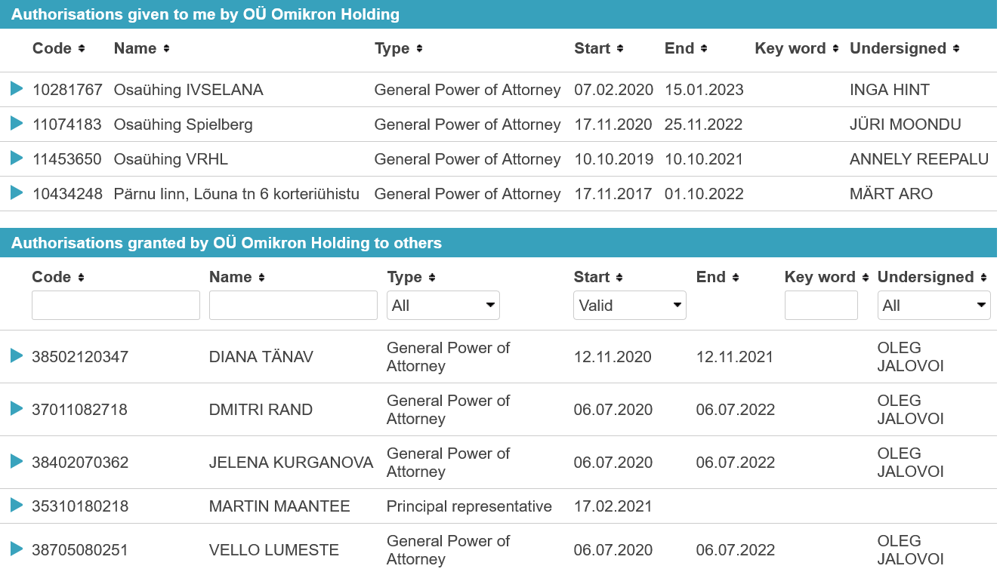 Authorisations given to me by OÜ Omikron Holding
Code Name Type Start End Key word Undersigned
10281767 Osaühing IVSELANA General Power of Attorney 07.02.2020 15.01.2023 INGA HINT
11074183 Osaühing Spielberg General Power of Attorney 17.11.2020 25.11.2022 JÜRI MOONDU
11453650 Osaühing VRHL General Power of Attorney 10.10.2019 10.10.2021 ANNELY REEPALU
10434248 Pärnu linn, Lõuna tn 6 korteriühistu General Power of Attorney 17.11.2017 01.10.2022 MÄRT ARO
Authorisations granted by OÜ Omikron Holding to others
Code Name Type Start End Key word Undersigned
All Valid All
38502120347 DIANA TÄNAV General Power of Attorney 12.11.2020 12.11.2021 OLEG JALOVOI
37011082718 DMITRI RAND General Power of Attorney 06.07.2020 06.07.2022 OLEG JALOVOI
38402070362 JELENA KURGANOVA General Power of Attorney 06.07.2020 06.07.2022 OLEG JALOVOI
35310180218 MARTIN MAANTEE Principal representative 17.02.2021
38705080251 VELLO LUMESTE General Power of Attorney 06.07.2020 06.07.2022 OLEG JALOVOI